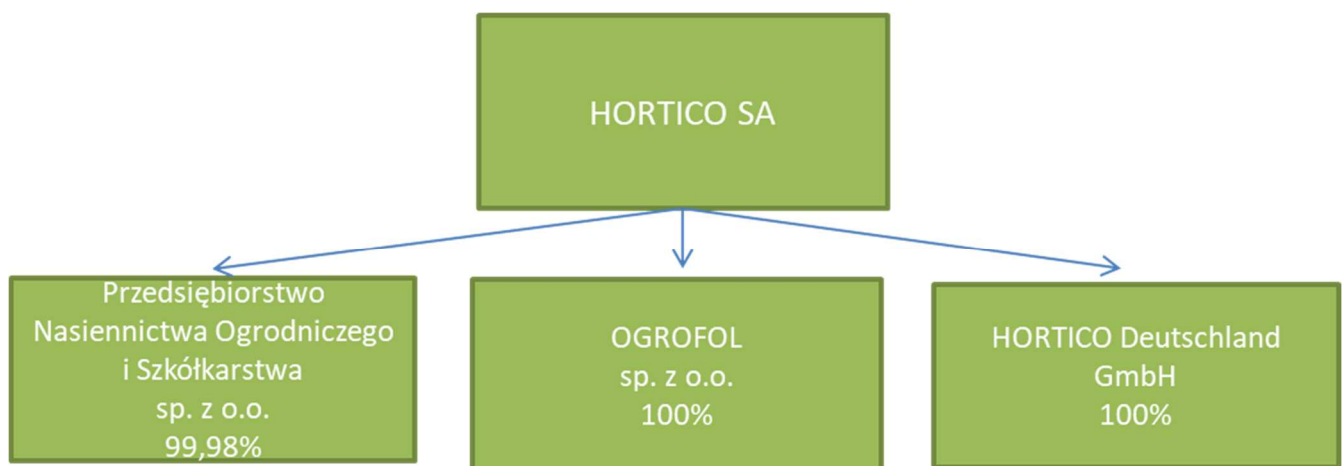 HORTICO SA
Przedsiębiorstwo
Nasiennictwa Ogrodniczego
i Szkółkarstwa
sp. z o.o.
99,98%
OGROFOL
sp. z o.o.
100%
HORTICO Deutschland
GmbH
100%